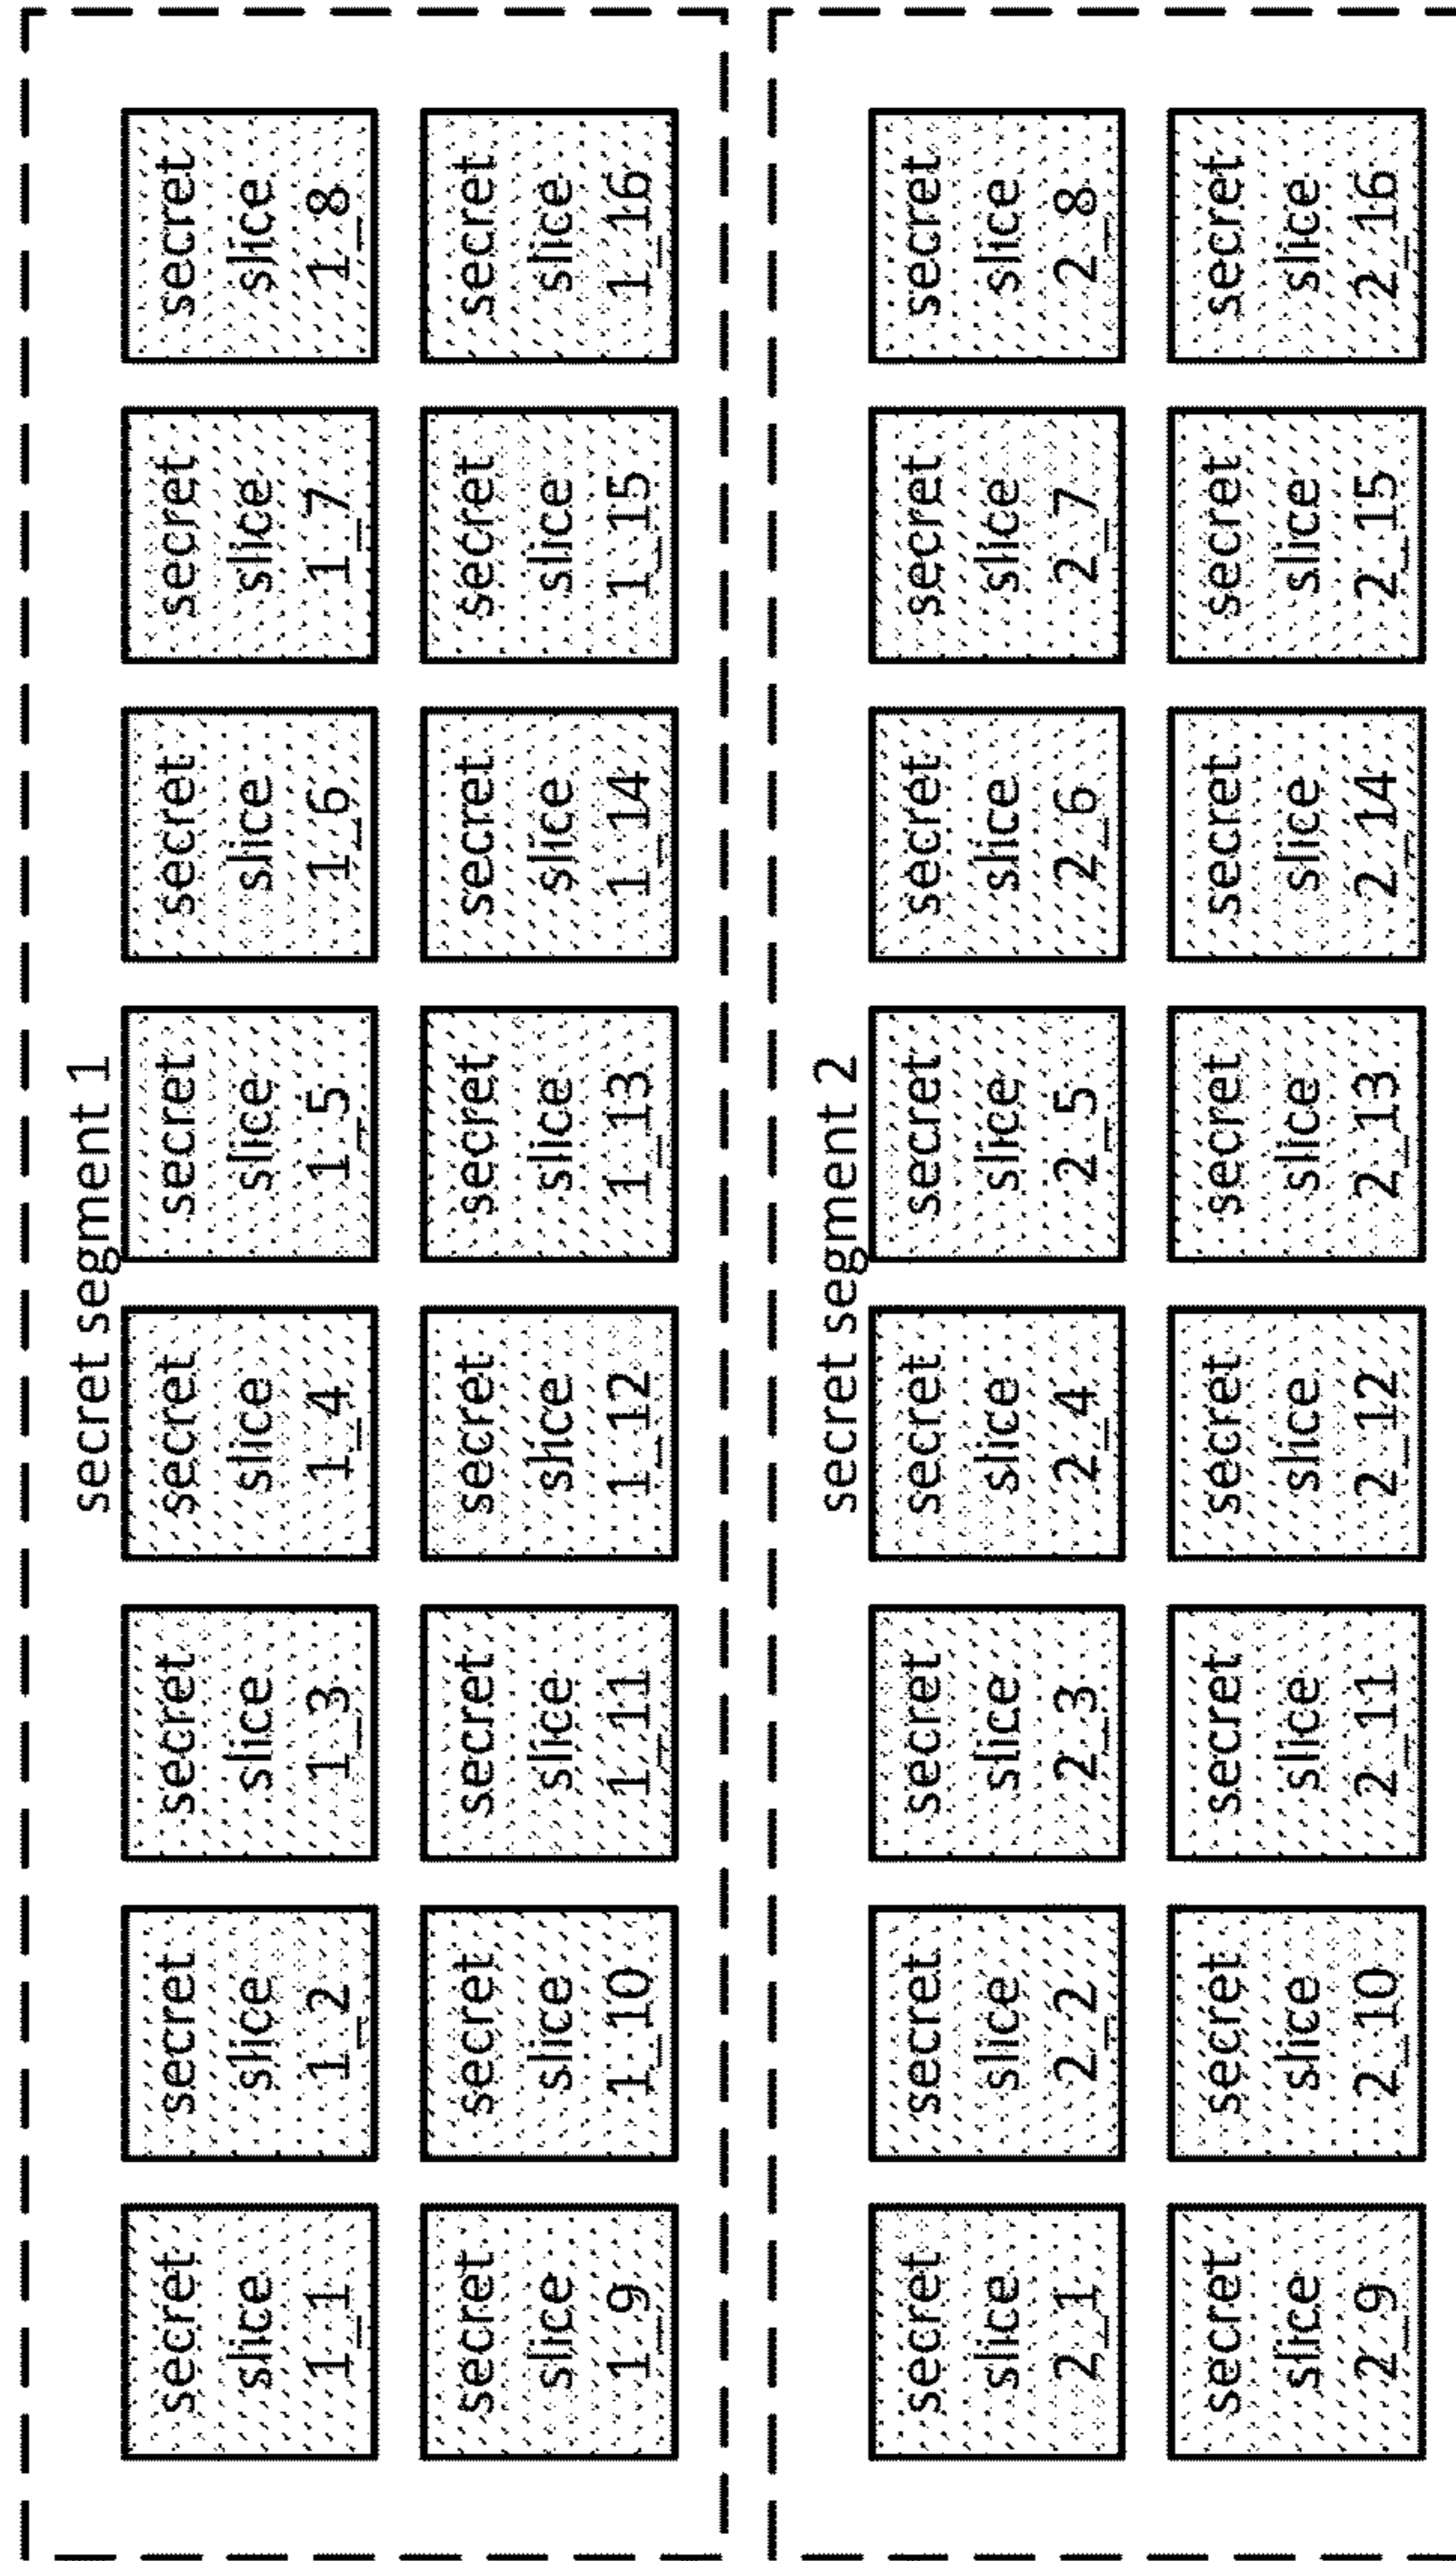 secret segment 1
secret
slice
1_1
secret
slice
1_2
secret
slice
1_3
secret
slice
1_4
secret
slice
1_5
secret
slice
1_6
secret
slice
1_7
secret
slice
1_8
secret
slice
1_9
secret
slice
1_10
secret
slice
1_11
secret
slice
1_12
secret
slice
1_13
secret
slice
1_14
secret
slice
1_15
secret
slice
1_16
secret segment 2
secret
slice
2_1
secret
slice
2_2
secret
slice
2_3
secret
slice
2_4
secret
slice
2_5
secret
slice
2_6
secret
slice
2_7
secret
slice
2_8
secret
slice
2_9
secret
slice
2_10
secret
slice
2_11
secret
slice
2_12
secret
slice
2_13
secret
slice
2_14
secret
slice
2_15
secret
slice
2_16